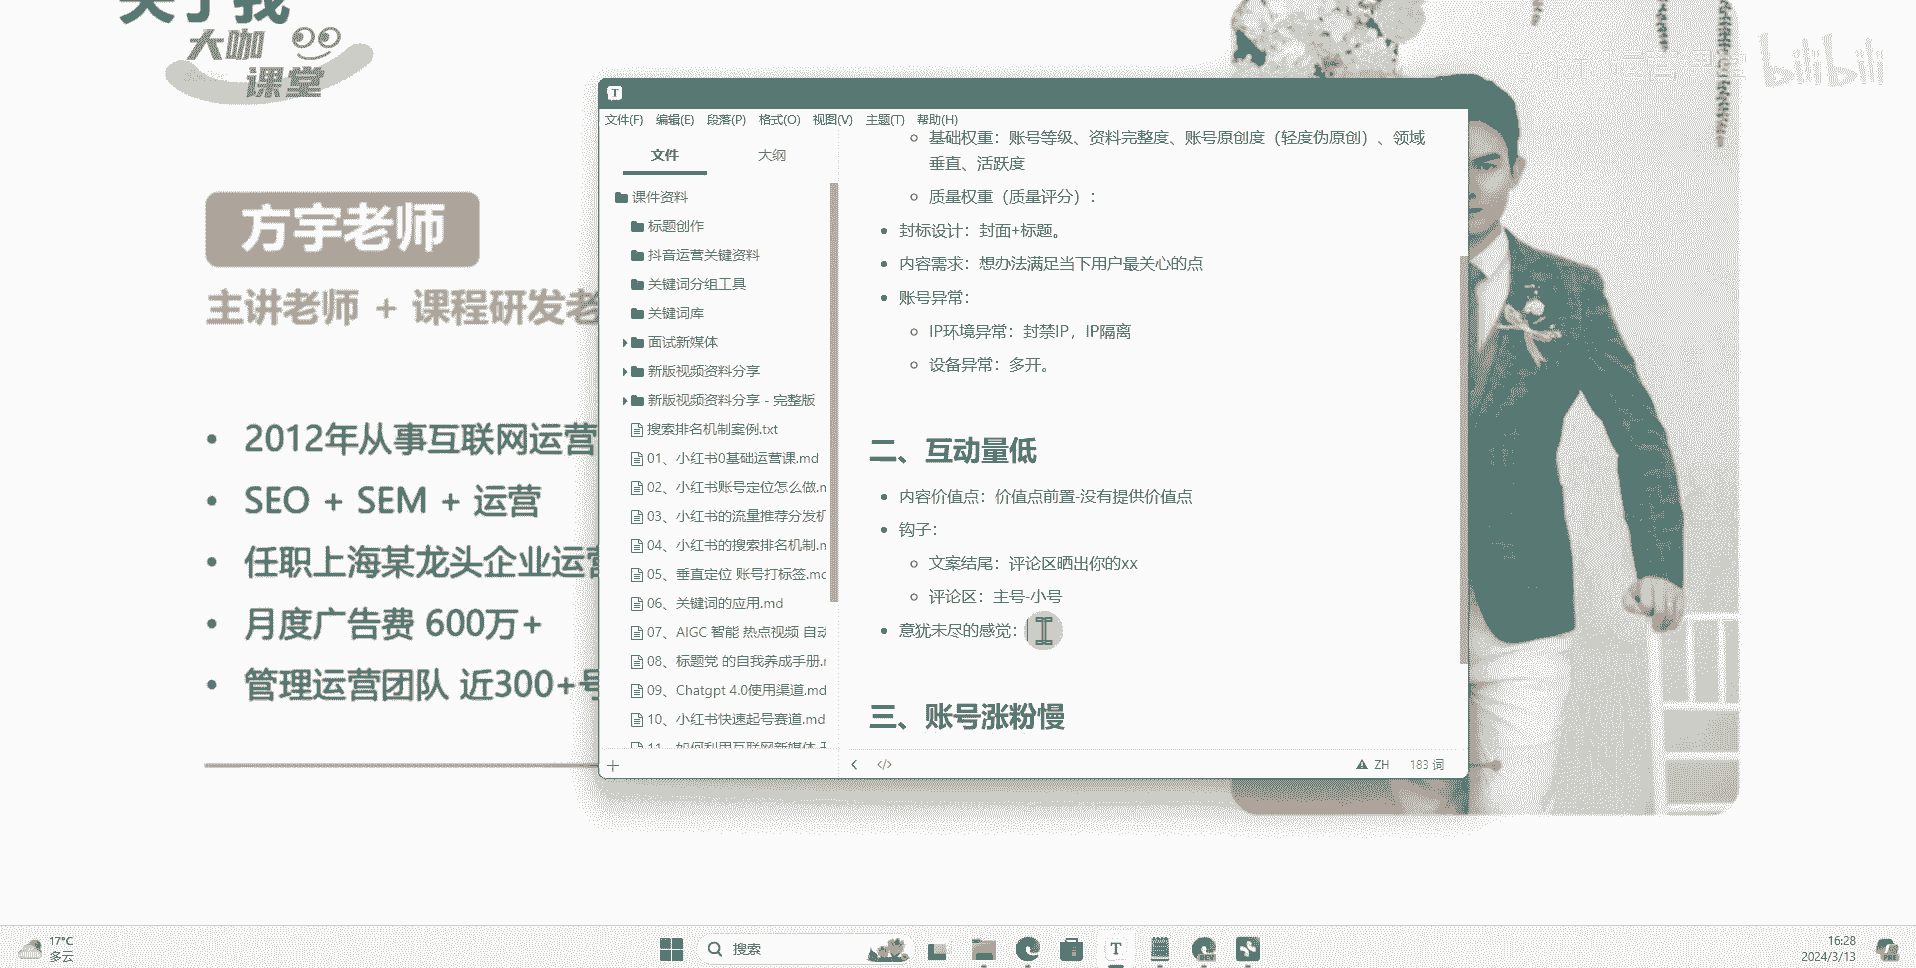 关于我
大咖
课堂
bilibili
方宇老师
主讲老师 + 课程研发老
2012年从事互联网运营
SEO + SEM + 运营
任职上海某龙头企业运营
月度广告费 600万+
管理运营团队 近300+号
T
文件(F) 编辑(E) 段落(P) 格式(O) 视图(V) 主题(T) 帮助(H)
文件 大纲
课件资料
标题创作
抖音运营关键资料
关键词分组工具
关键词库
面试新媒体
新版视频资料分享
新版视频资料分享 - 完整版
搜索排名机制案例.txt
01、小红书0基础运营课.md
02、小红书账号定位怎么做.m
03、小红书的流量推荐分发机
04、小红书的搜索排名机制.m
05、垂直定位 账号打标签.mc
06、关键词的应用.md
07、AIGC 智能 热点视频 自动
08、标题党 的自我养成手册.m
09、Chatgpt 4.0使用渠道.md
10、小红书快速起号赛道.md
11、如何利用互联网新媒体
基础权重：账号等级、资料完整度、账号原创度（轻度伪原创）、领域
垂直、活跃度
质量权重（质量评分）：
封标设计：封面+标题。
内容需求：想办法满足当下用户最关心的点
账号异常：
IP环境异常：封禁IP，IP隔离
设备异常：多开。
二、互动量低
内容价值点：价值点前置-没有提供价值点
钩子：
文案结尾：评论区晒出你的xx
评论区：主号-小号
意犹未尽的感觉：
三、账号涨粉慢
ZH 183 词
17°C
多云
搜索
T
DEV
16:28
2024/3/13
PRE